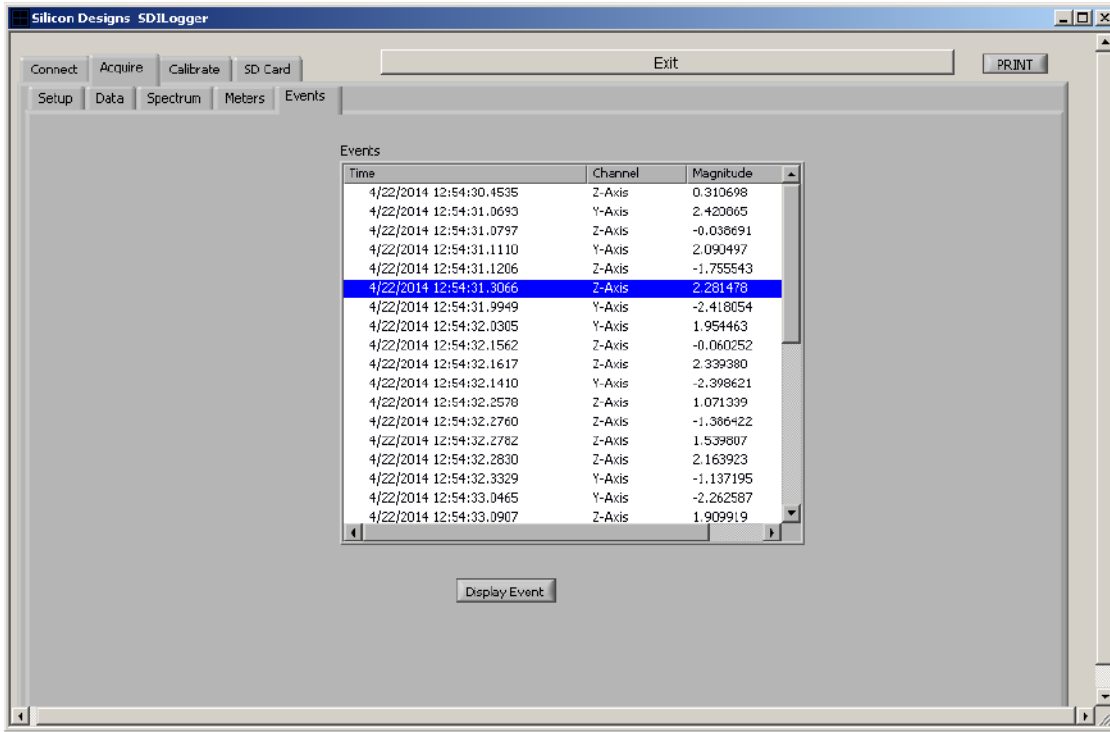 Silicon Designs SDILogger
Exit
PRINT
Connect Acquire Calibrate SD Card
Setup Data Spectrum Meters Events
Events
Time Channel Magnitude
4/22/2014 12:54:30.4535 Z-Axis 0.310698
4/22/2014 12:54:31.0693 Y-Axis 2.420865
4/22/2014 12:54:31.0797 Z-Axis -0.038691
4/22/2014 12:54:31.1110 Y-Axis 2.090497
4/22/2014 12:54:31.1206 Z-Axis -1.755543
4/22/2014 12:54:31.3066 Z-Axis 2.281478
4/22/2014 12:54:31.9949 Y-Axis -2.418054
4/22/2014 12:54:32.0305 Y-Axis 1.954463
4/22/2014 12:54:32.1562 Z-Axis -0.060252
4/22/2014 12:54:32.1617 Z-Axis 2.339380
4/22/2014 12:54:32.1410 Y-Axis -2.398621
4/22/2014 12:54:32.2578 Z-Axis 1.071339
4/22/2014 12:54:32.2760 Z-Axis -1.386422
4/22/2014 12:54:32.2782 Z-Axis 1.539807
4/22/2014 12:54:32.2830 Z-Axis 2.163923
4/22/2014 12:54:32.3329 Y-Axis -1.137195
4/22/2014 12:54:33.0465 Y-Axis -2.262587
4/22/2014 12:54:33.0907 Z-Axis 1.909919
Display Event